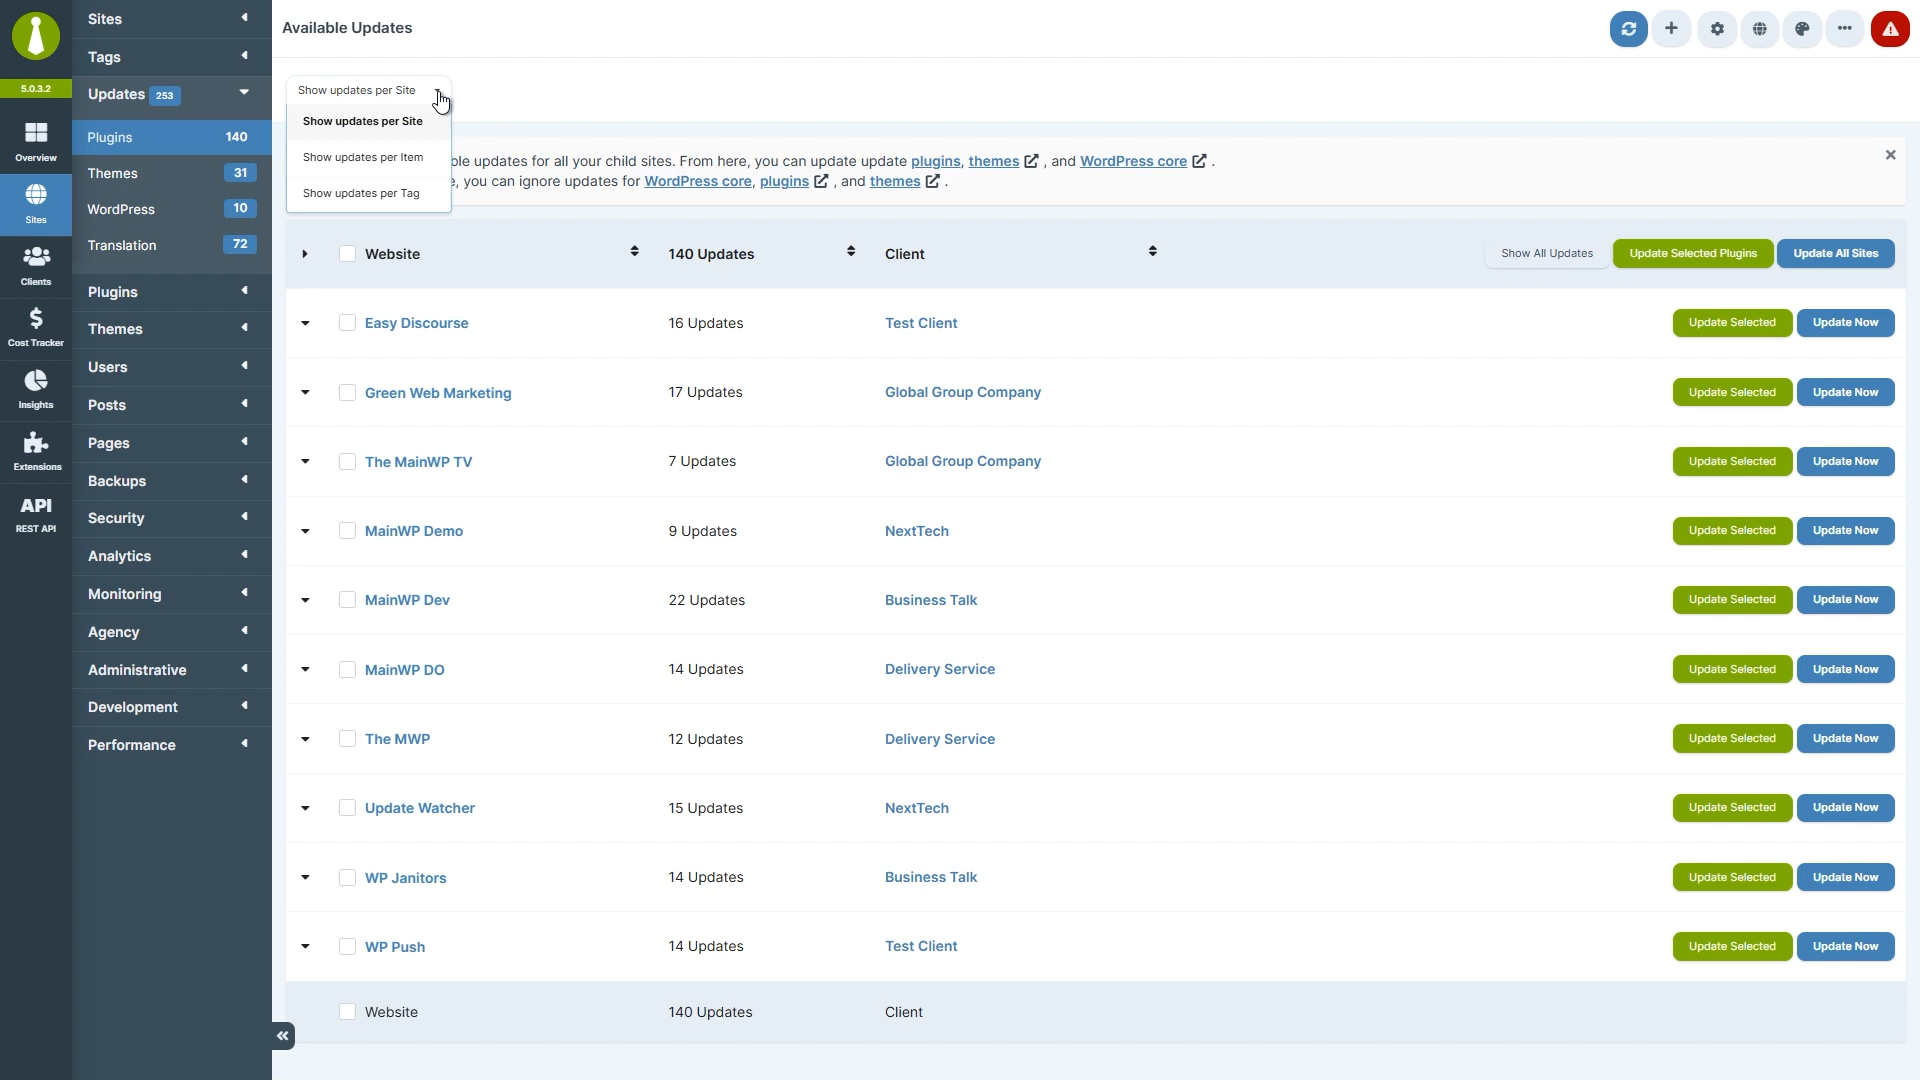 5.0.3.2
Overview
Sites
Clients
Cost Tracker
Insights
Extensions
API
REST API
Sites
Tags
Updates 253
Plugins 140
Themes 31
WordPress 10
Translation 72
Plugins
Themes
Users
Posts
Pages
Backups
Security
Analytics
Monitoring
Agency
Administrative
Development
Performance
Available Updates
Show updates per Site
Show updates per Site
Show updates per Item
Show updates per Tag
updates for all your child sites. From here, you can update update plugins, themes , and WordPress core .
, you can ignore updates for WordPress core, plugins , and themes .
Website 140 Updates Client Show All Updates Update Selected Plugins Update All Sites
Easy Discourse 16 Updates Test Client Update Selected Update Now
Green Web Marketing 17 Updates Global Group Company Update Selected Update Now
The MainWP TV 7 Updates Global Group Company Update Selected Update Now
MainWP Demo 9 Updates NextTech Update Selected Update Now
MainWP Dev 22 Updates Business Talk Update Selected Update Now
MainWP DO 14 Updates Delivery Service Update Selected Update Now
The MWP 12 Updates Delivery Service Update Selected Update Now
Update Watcher 15 Updates NextTech Update Selected Update Now
WP Janitors 14 Updates Business Talk Update Selected Update Now
WP Push 14 Updates Test Client Update Selected Update Now
Website 140 Updates Client